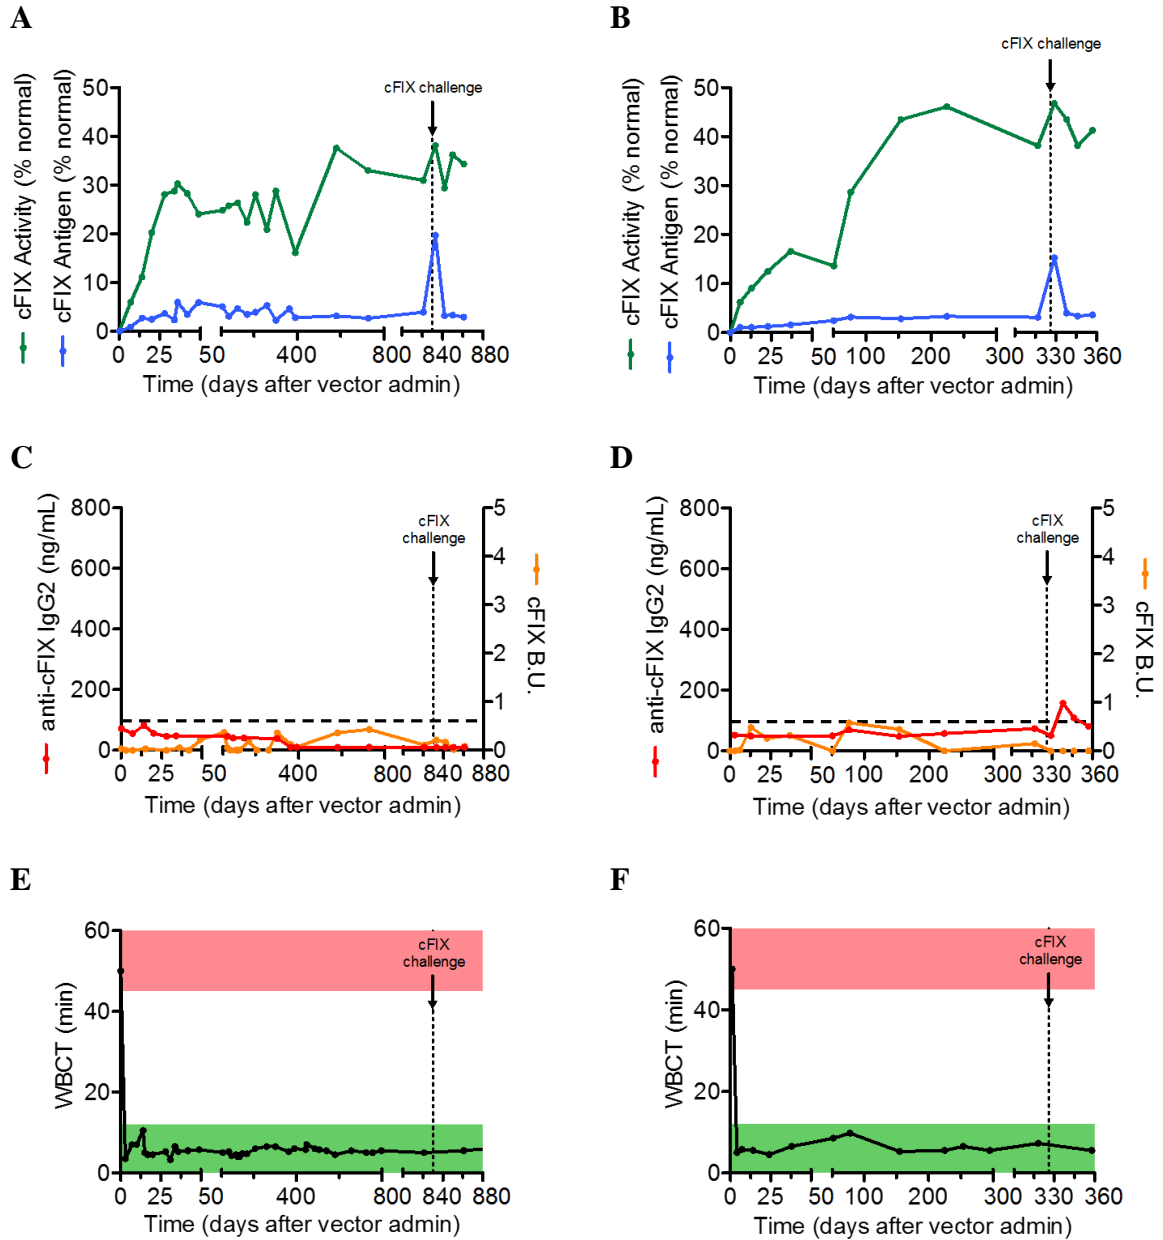 A
cFIX Activity (% normal)
cFIX Antigen (% normal)
50
40
30
20
10
0
cFIX challenge
0 25 50 400 800 840 880
Time (days after vector admin)
B
cFIX Activity (% normal)
cFIX Antigen (% normal)
50
40
30
20
10
0
cFIX challenge
0 25 50 100 200 300 330 360
Time (days after vector admin)
C
anti-cFIX IgG2 (ng/mL)
800
600
400
200
0
cFIX
challenge
5
4
3
2
1
0
cFIX B.U.
0 25 50 400 800 840 880
Time (days after vector admin)
D
anti-cFIX IgG2 (ng/mL)
800
600
400
200
0
cFIX
challenge
5
4
3
2
1
0
cFIX B.U.
0 25 50 100 200 300 330 360
Time (days after vector admin)
E
WBCT (min)
60
40
20
0
cFIX
challenge
0 25 50 400 800 840 880
Time (days after vector admin)
F
WBCT (min)
60
40
20
0
cFIX
challenge
0 25 50 100 200 300 330 360
Time (days after vector admin)